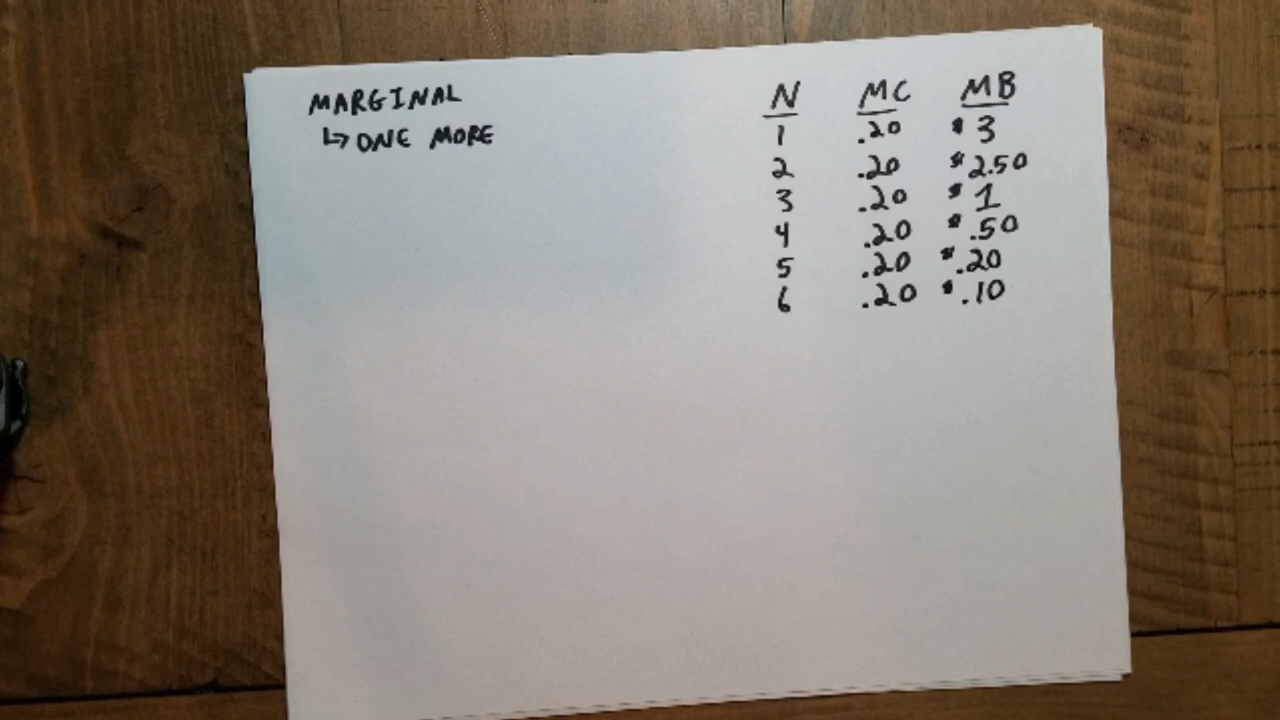 MARGINAL
↳ ONE MORE
N MC MB
1 .20 $3
2 .20 $2.50
3 .20 $1
4 .20 $.50
5 .20 $.20
6 .20 $.10